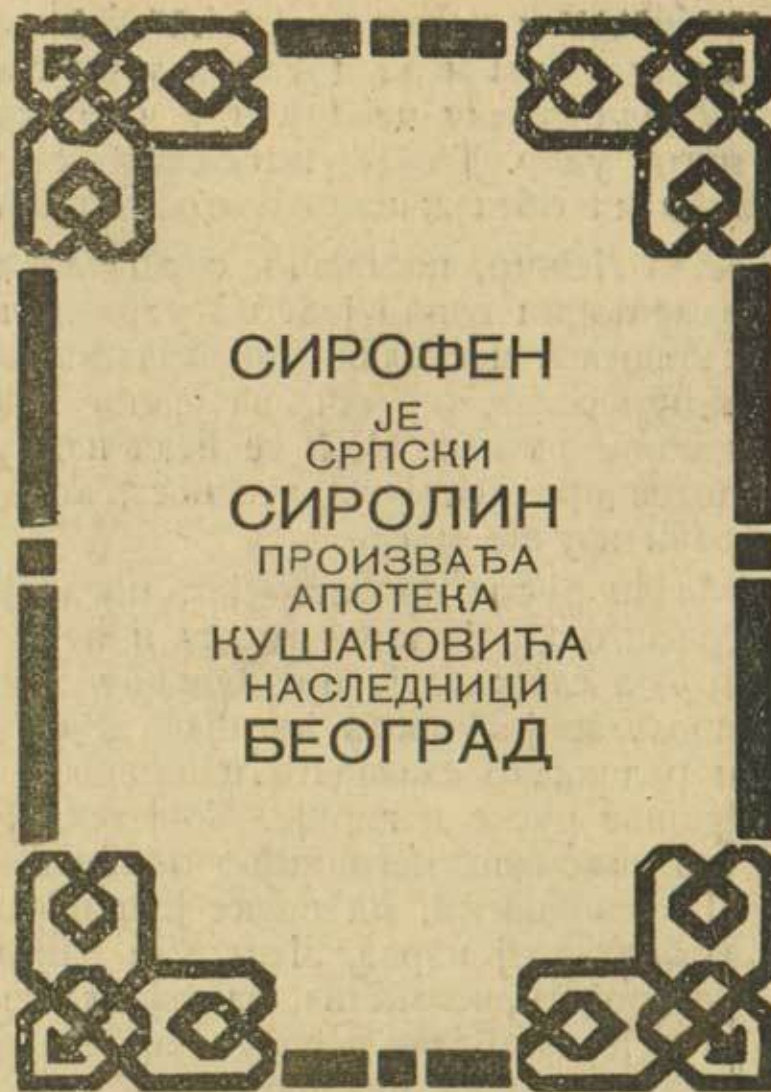 СИРОФЕН
ЈЕ
СРПСКИ
СИРОЛИН
ПРОИЗВАЂА
АПОТЕКА
КУШАКОВИЋА
НАСЛЕДНИЦИ
БЕОГРАД